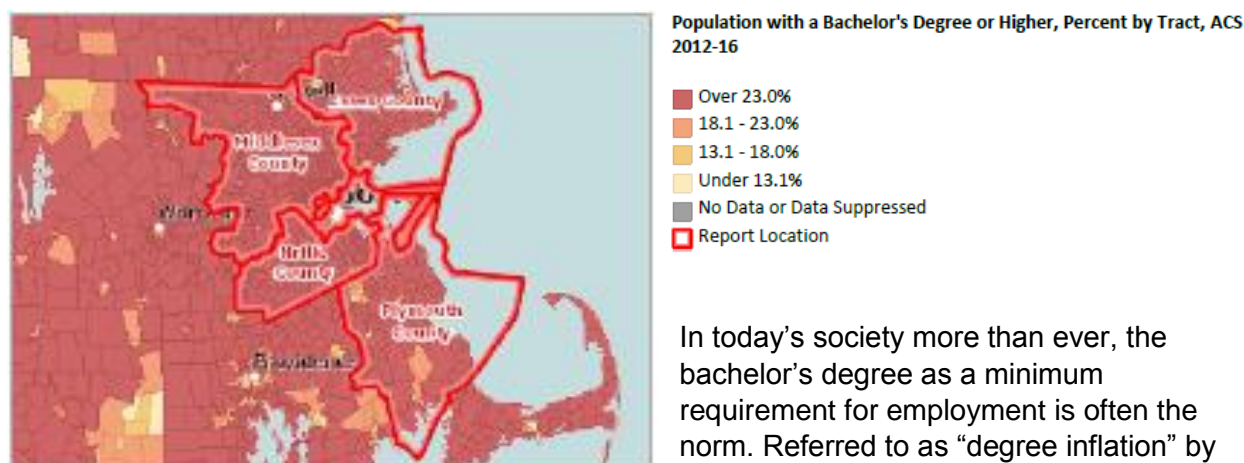 Population with a Bachelor's Degree or Higher, Percent by Tract, ACS
2012-16
Over 23.0%
18.1 - 23.0%
13.1 - 18.0%
Under 13.1%
No Data or Data Suppressed
Report Location
Essex County
Middlesex
County
County
Plymouth
County
Providence
In today’s society more than ever, the
bachelor’s degree as a minimum
requirement for employment is often the
norm. Referred to as “degree inflation” by